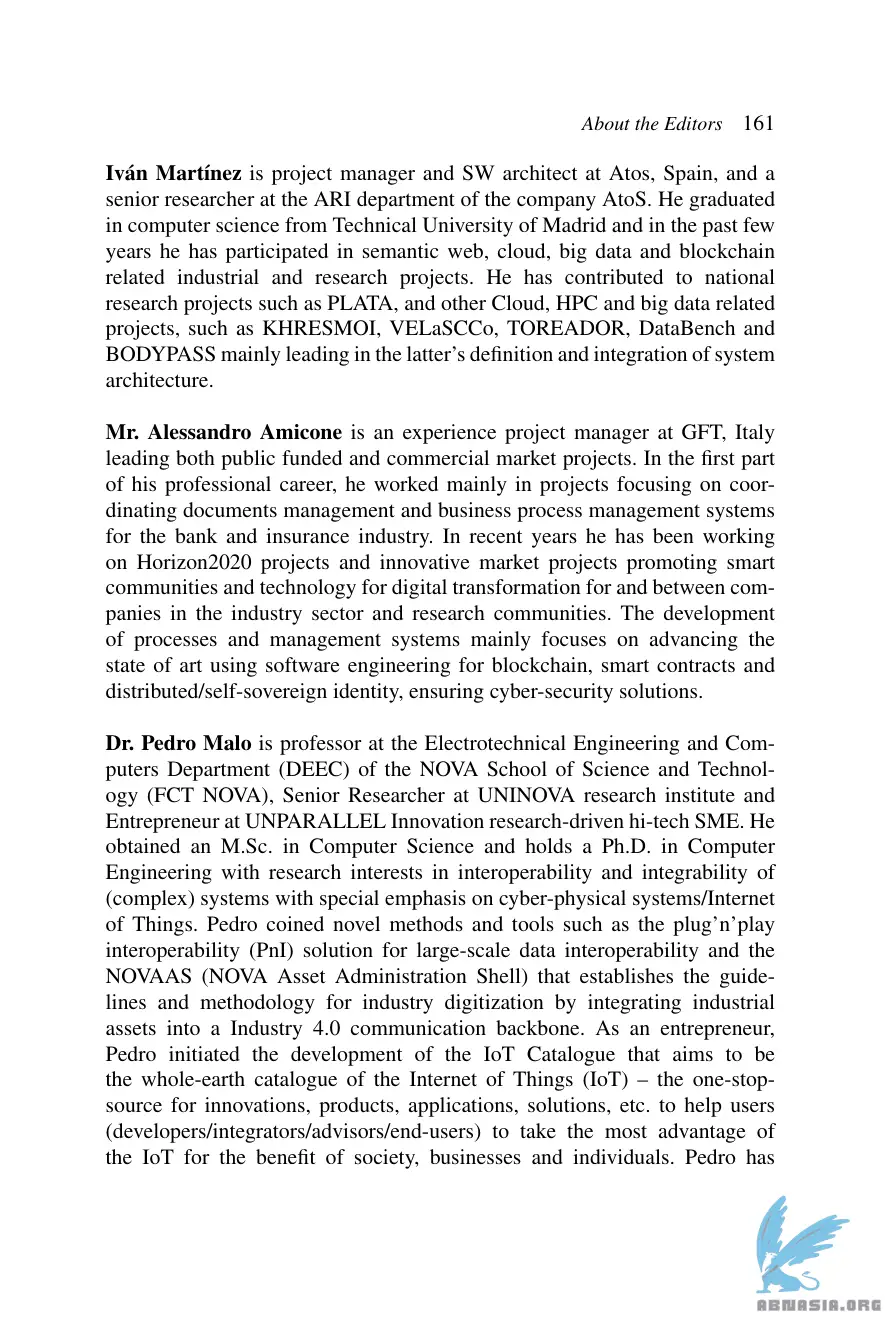 About the Editors 161
Iván Martínez is project manager and SW architect at Atos, Spain, and a
senior researcher at the ARI department of the company AtoS. He graduated
in computer science from Technical University of Madrid and in the past few
years he has participated in semantic web, cloud, big data and blockchain
related industrial and research projects. He has contributed to national
research projects such as PLATA, and other Cloud, HPC and big data related
projects, such as KHRESMOI, VELaSCCo, TOREADOR, DataBench and
BODYPASS mainly leading in the latter's definition and integration of system
architecture.
Mr. Alessandro Amicone is an experience project manager at GFT, Italy
leading both public funded and commercial market projects. In the first part
of his professional career, he worked mainly in projects focusing on coor-
dinating documents management and business process management systems
for the bank and insurance industry. In recent years he has been working
on Horizon2020 projects and innovative market projects promoting smart
communities and technology for digital transformation for and between com-
panies in the industry sector and research communities. The development
of processes and management systems mainly focuses on advancing the
state of art using software engineering for blockchain, smart contracts and
distributed/self-sovereign identity, ensuring cyber-security solutions.
Dr. Pedro Malo is professor at the Electrotechnical Engineering and Com-
puters Department (DEEC) of the NOVA School of Science and Technol-
ogy (FCT NOVA), Senior Researcher at UNINOVA research institute and
Entrepreneur at UNPARALLEL Innovation research-driven hi-tech SME. He
obtained an M.Sc. in Computer Science and holds a Ph.D. in Computer
Engineering with research interests in interoperability and integrability of
(complex) systems with special emphasis on cyber-physical systems/Internet
of Things. Pedro coined novel methods and tools such as the plug'n'play
interoperability (PnI) solution for large-scale data interoperability and the
NOVAAS (NOVA Asset Administration Shell) that establishes the guide-
lines and methodology for industry digitization by integrating industrial
assets into a Industry 4.0 communication backbone. As an entrepreneur,
Pedro initiated the development of the IoT Catalogue that aims to be
the whole-earth catalogue of the Internet of Things (IoT) – the one-stop-
source for innovations, products, applications, solutions, etc. to help users
(developers/integrators/advisors/end-users) to take the most advantage of
the IoT for the benefit of society, businesses and individuals. Pedro has
ABNASIA.ORG